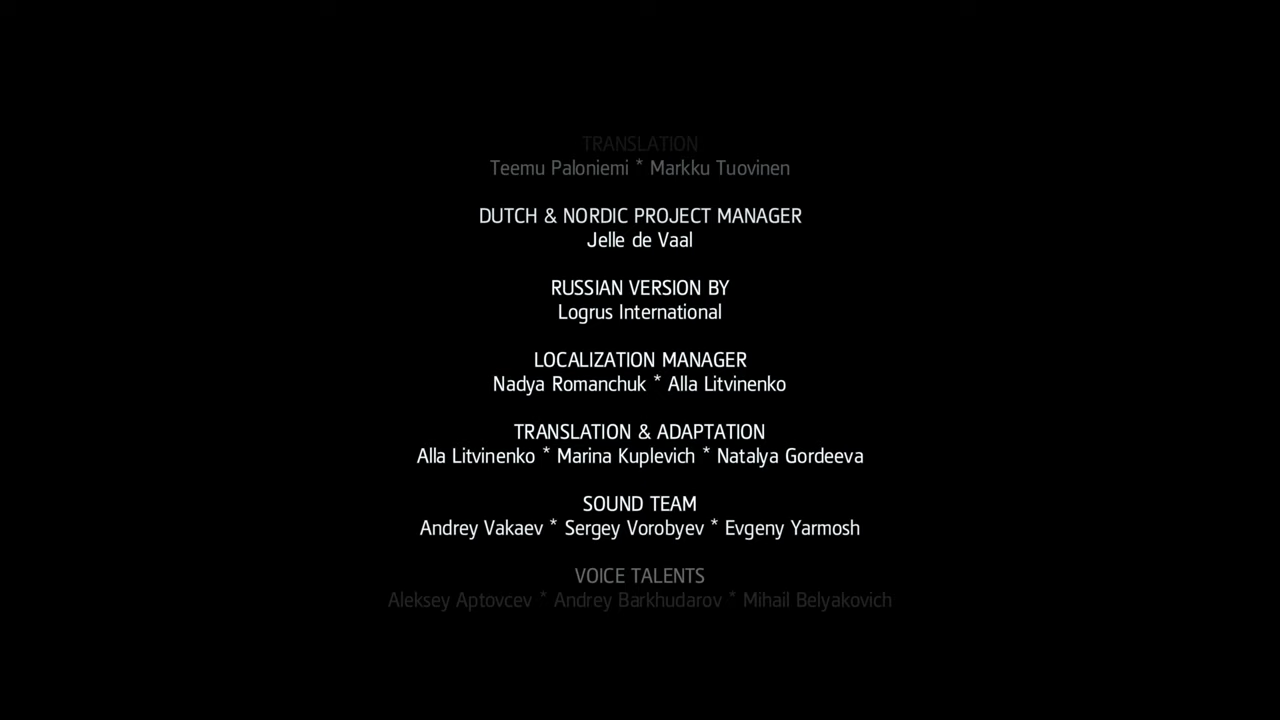 TRANSLATION
Teemu Paloniemi * Markku Tuovinen
DUTCH & NORDIC PROJECT MANAGER
Jelle de Vaal
RUSSIAN VERSION BY
Logrus International
LOCALIZATION MANAGER
Nadya Romanchuk * Alla Litvinenko
TRANSLATION & ADAPTATION
Alla Litvinenko * Marina Kuplevich * Natalya Gordeeva
SOUND TEAM
Andrey Vakaev * Sergey Vorobyev * Evgeny Yarmosh
VOICE TALENTS
Aleksey Aptovcev * Andrey Barkhudarov * Mihail Belyakovich